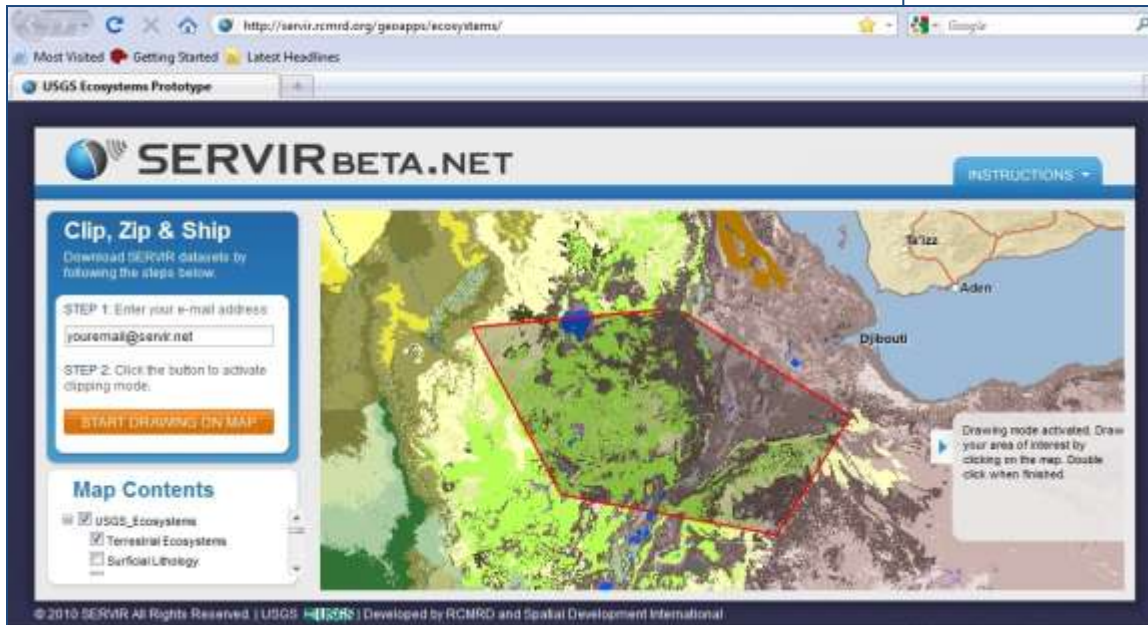 http://servir.rcmrd.org/geoapps/ecosystems/
Google
Most Visited Getting Started Latest Headlines
USGS Ecosystems Prototype
SERVIR BETA.NET
INSTRUCTIONS
Clip, Zip & Ship
Download SERVIR datasets by
following the steps below.
STEP 1: Enter your e-mail address
youremail@servir.net
STEP 2: Click the button to activate
clipping mode.
START DRAWING ON MAP
Map Contents
USGS_Ecosystems
Terrestrial Ecosystems
Surficial Lithology
Ta'izz
Aden
Djibouti
Drawing mode activated. Draw
your area of interest by
clicking on the map. Double
click when finished.
© 2010 SERVIR All Rights Reserved. | USGS USGS | Developed by RCMRD and Spatial Development International